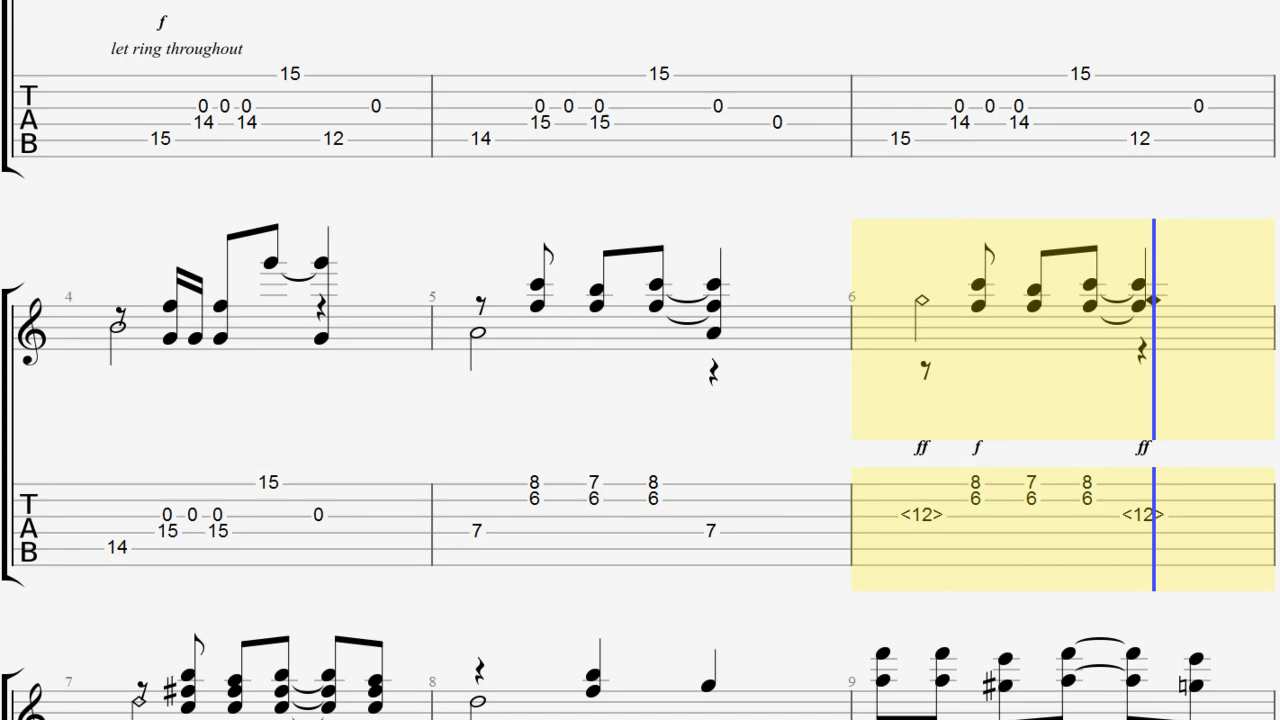 f
let ring throughout
15 15 15
T 0 0 0 0 0 0 0 0 0 0 0 0
A 14 14 15 15 0 14 14
B 15 12 14 15 12
4 5 6
ff f ff
15 8 7 8 8 7 8
T 6 6 6 6 6 6
0 0 0 0 <12> <12>
A 15 15 7 7
B 14
7 8 9